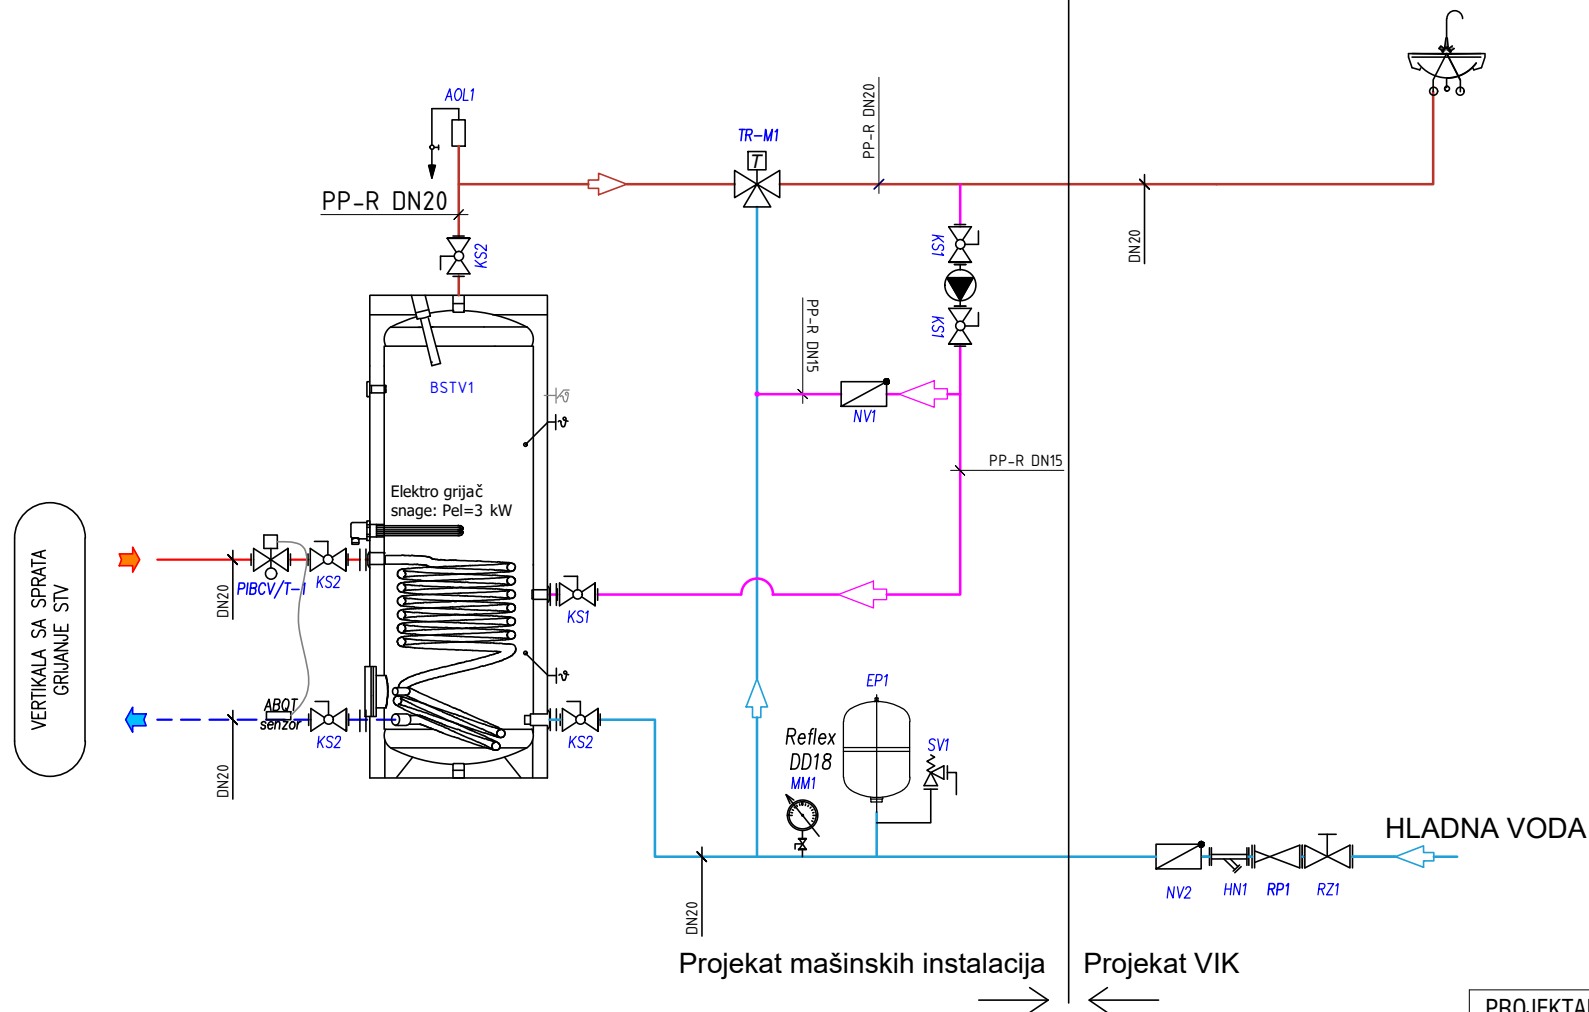 AOL1
TR-M1
PP-R DN20
PP-R DN20
KS2
KS1
DN20
KS1
PP-R DN15
BSTV1
NV1
PP-R DN15
Elektro grijač
snage: Pel=3 kW
VERTIKALA SA SPRATA
GRIJANJE STV
DN20
PIBCV/T-1
KS2
KS1
ABQT
senzor
KS2
KS2
DN20
EP1
Reflex
DD18
MM1
SV1
HLADNA VODA
NV2
HN1
RP1
RZ1
DN20
Projekat mašinskih instalacija
Projekat VIK